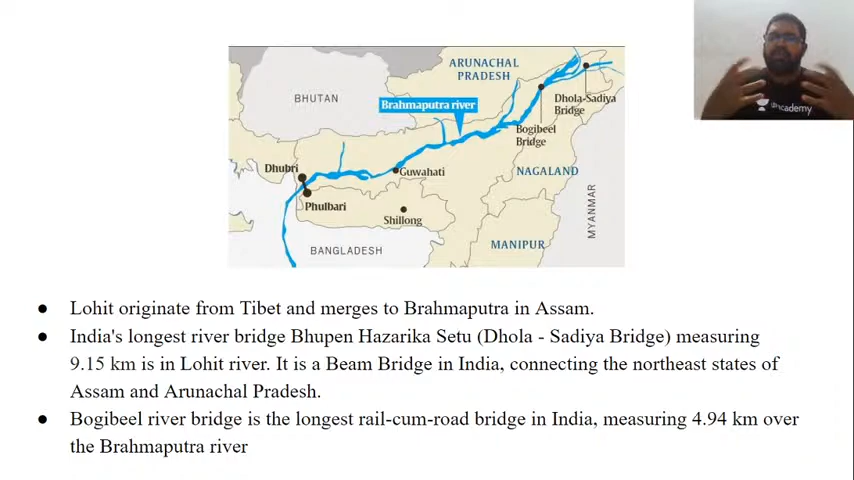 ARUNACHAL
PRADESH
BHUTAN
Brahmaputra river
Dhola-Sadiya
Bridge
Bogibeel
Bridge
Dhubri
Guwahati
NAGALAND
Phulbari
Shillong
MYANMAR
MANIPUR
BANGLADESH
● Lohit originate from Tibet and merges to Brahmaputra in Assam.
● India's longest river bridge Bhupen Hazarika Setu (Dhola - Sadiya Bridge) measuring
9.15 km is in Lohit river. It is a Beam Bridge in India, connecting the northeast states of
Assam and Arunachal Pradesh.
● Bogibeel river bridge is the longest rail-cum-road bridge in India, measuring 4.94 km over
the Brahmaputra river